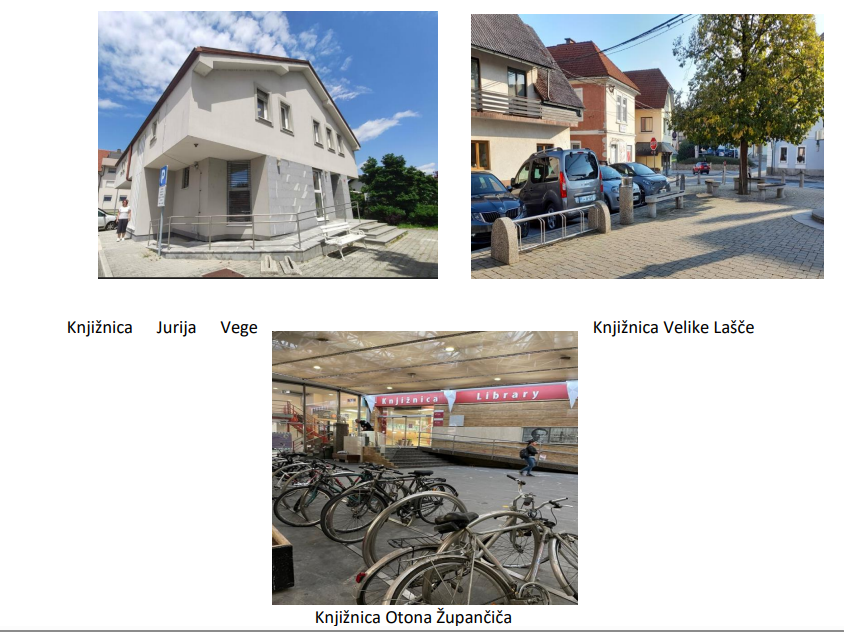 P
Knjižnica Jurija Vege
Knjižnica Velike Lašče
Knjižnica Library
Knjižnica Otona Župančiča